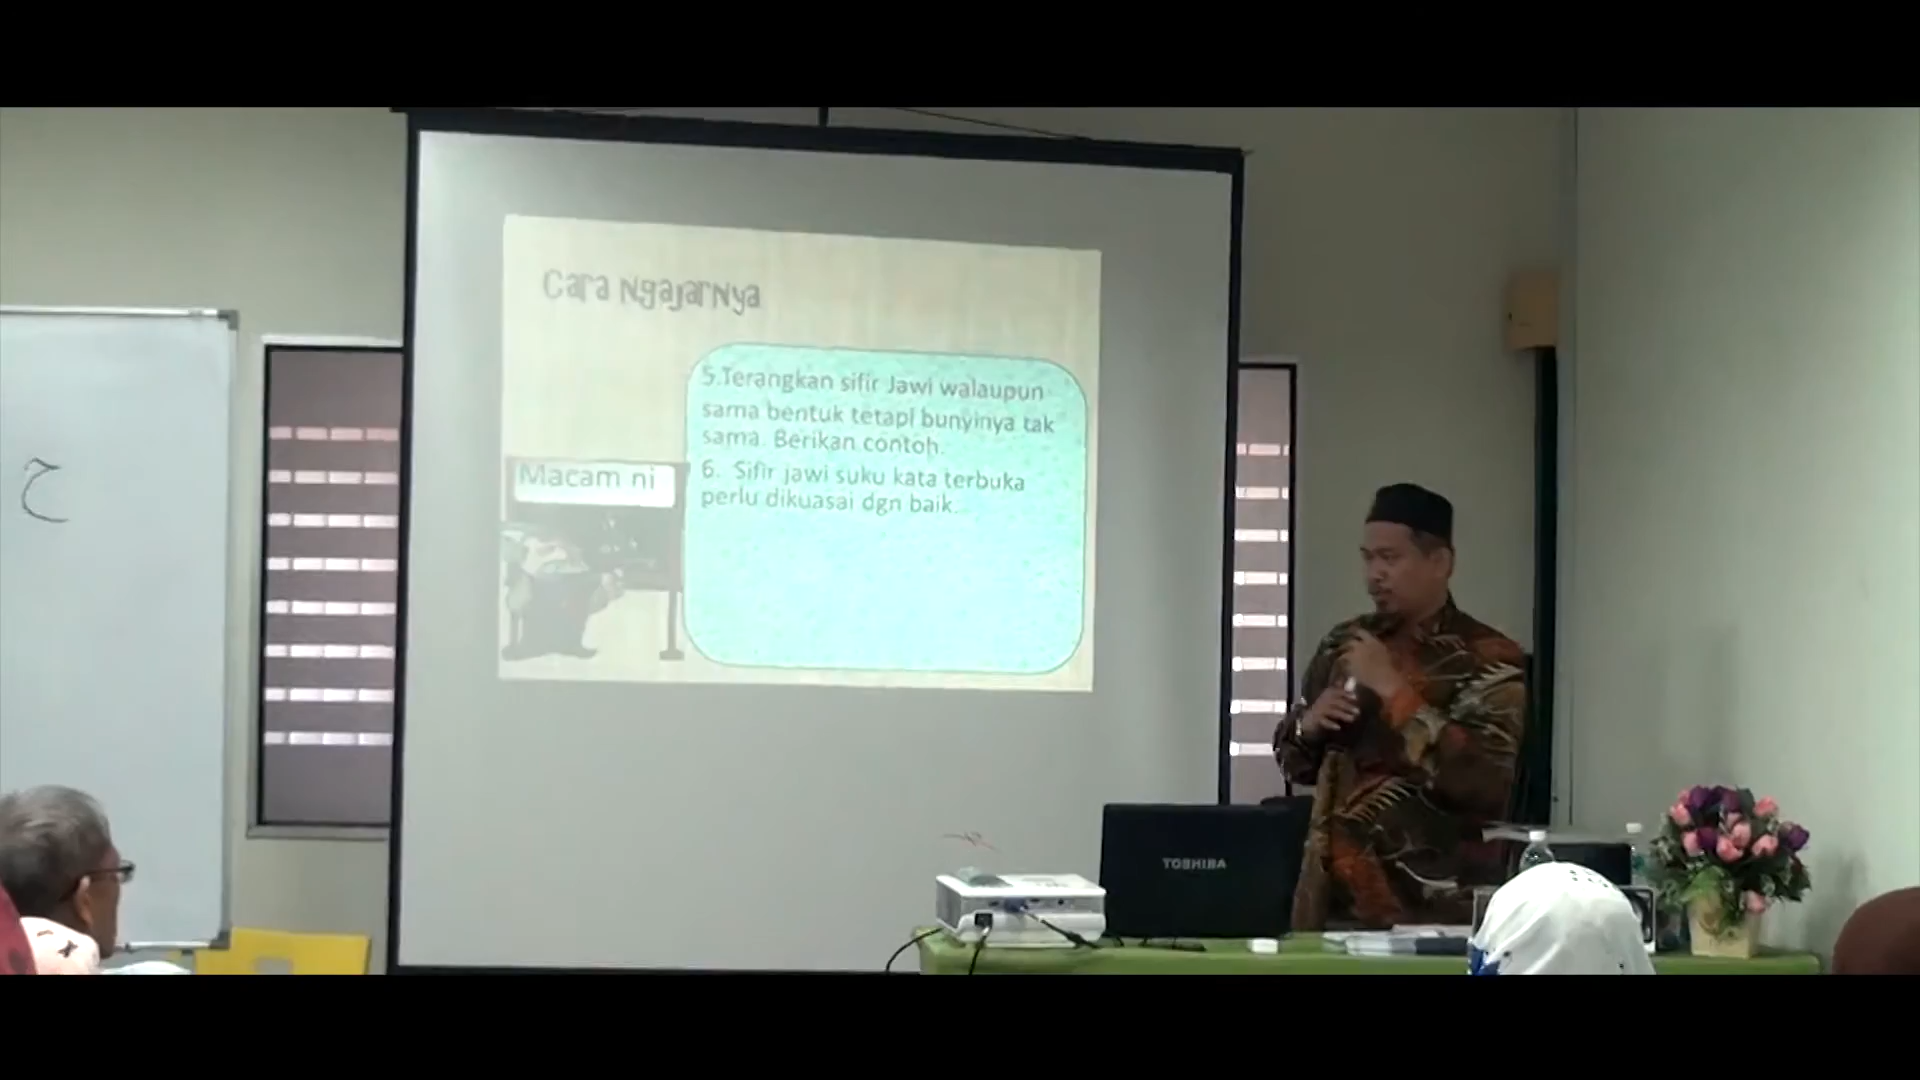 Cara Ngajarnya
5.Terangkan sifir Jawi walaupun
sama bentuk tetapi bunyinya tak
sama. Berikan contoh.
6. Sifir jawi suku kata terbuka
perlu dikuasai dgn baik.
Macam ni
ح
TOSHIBA